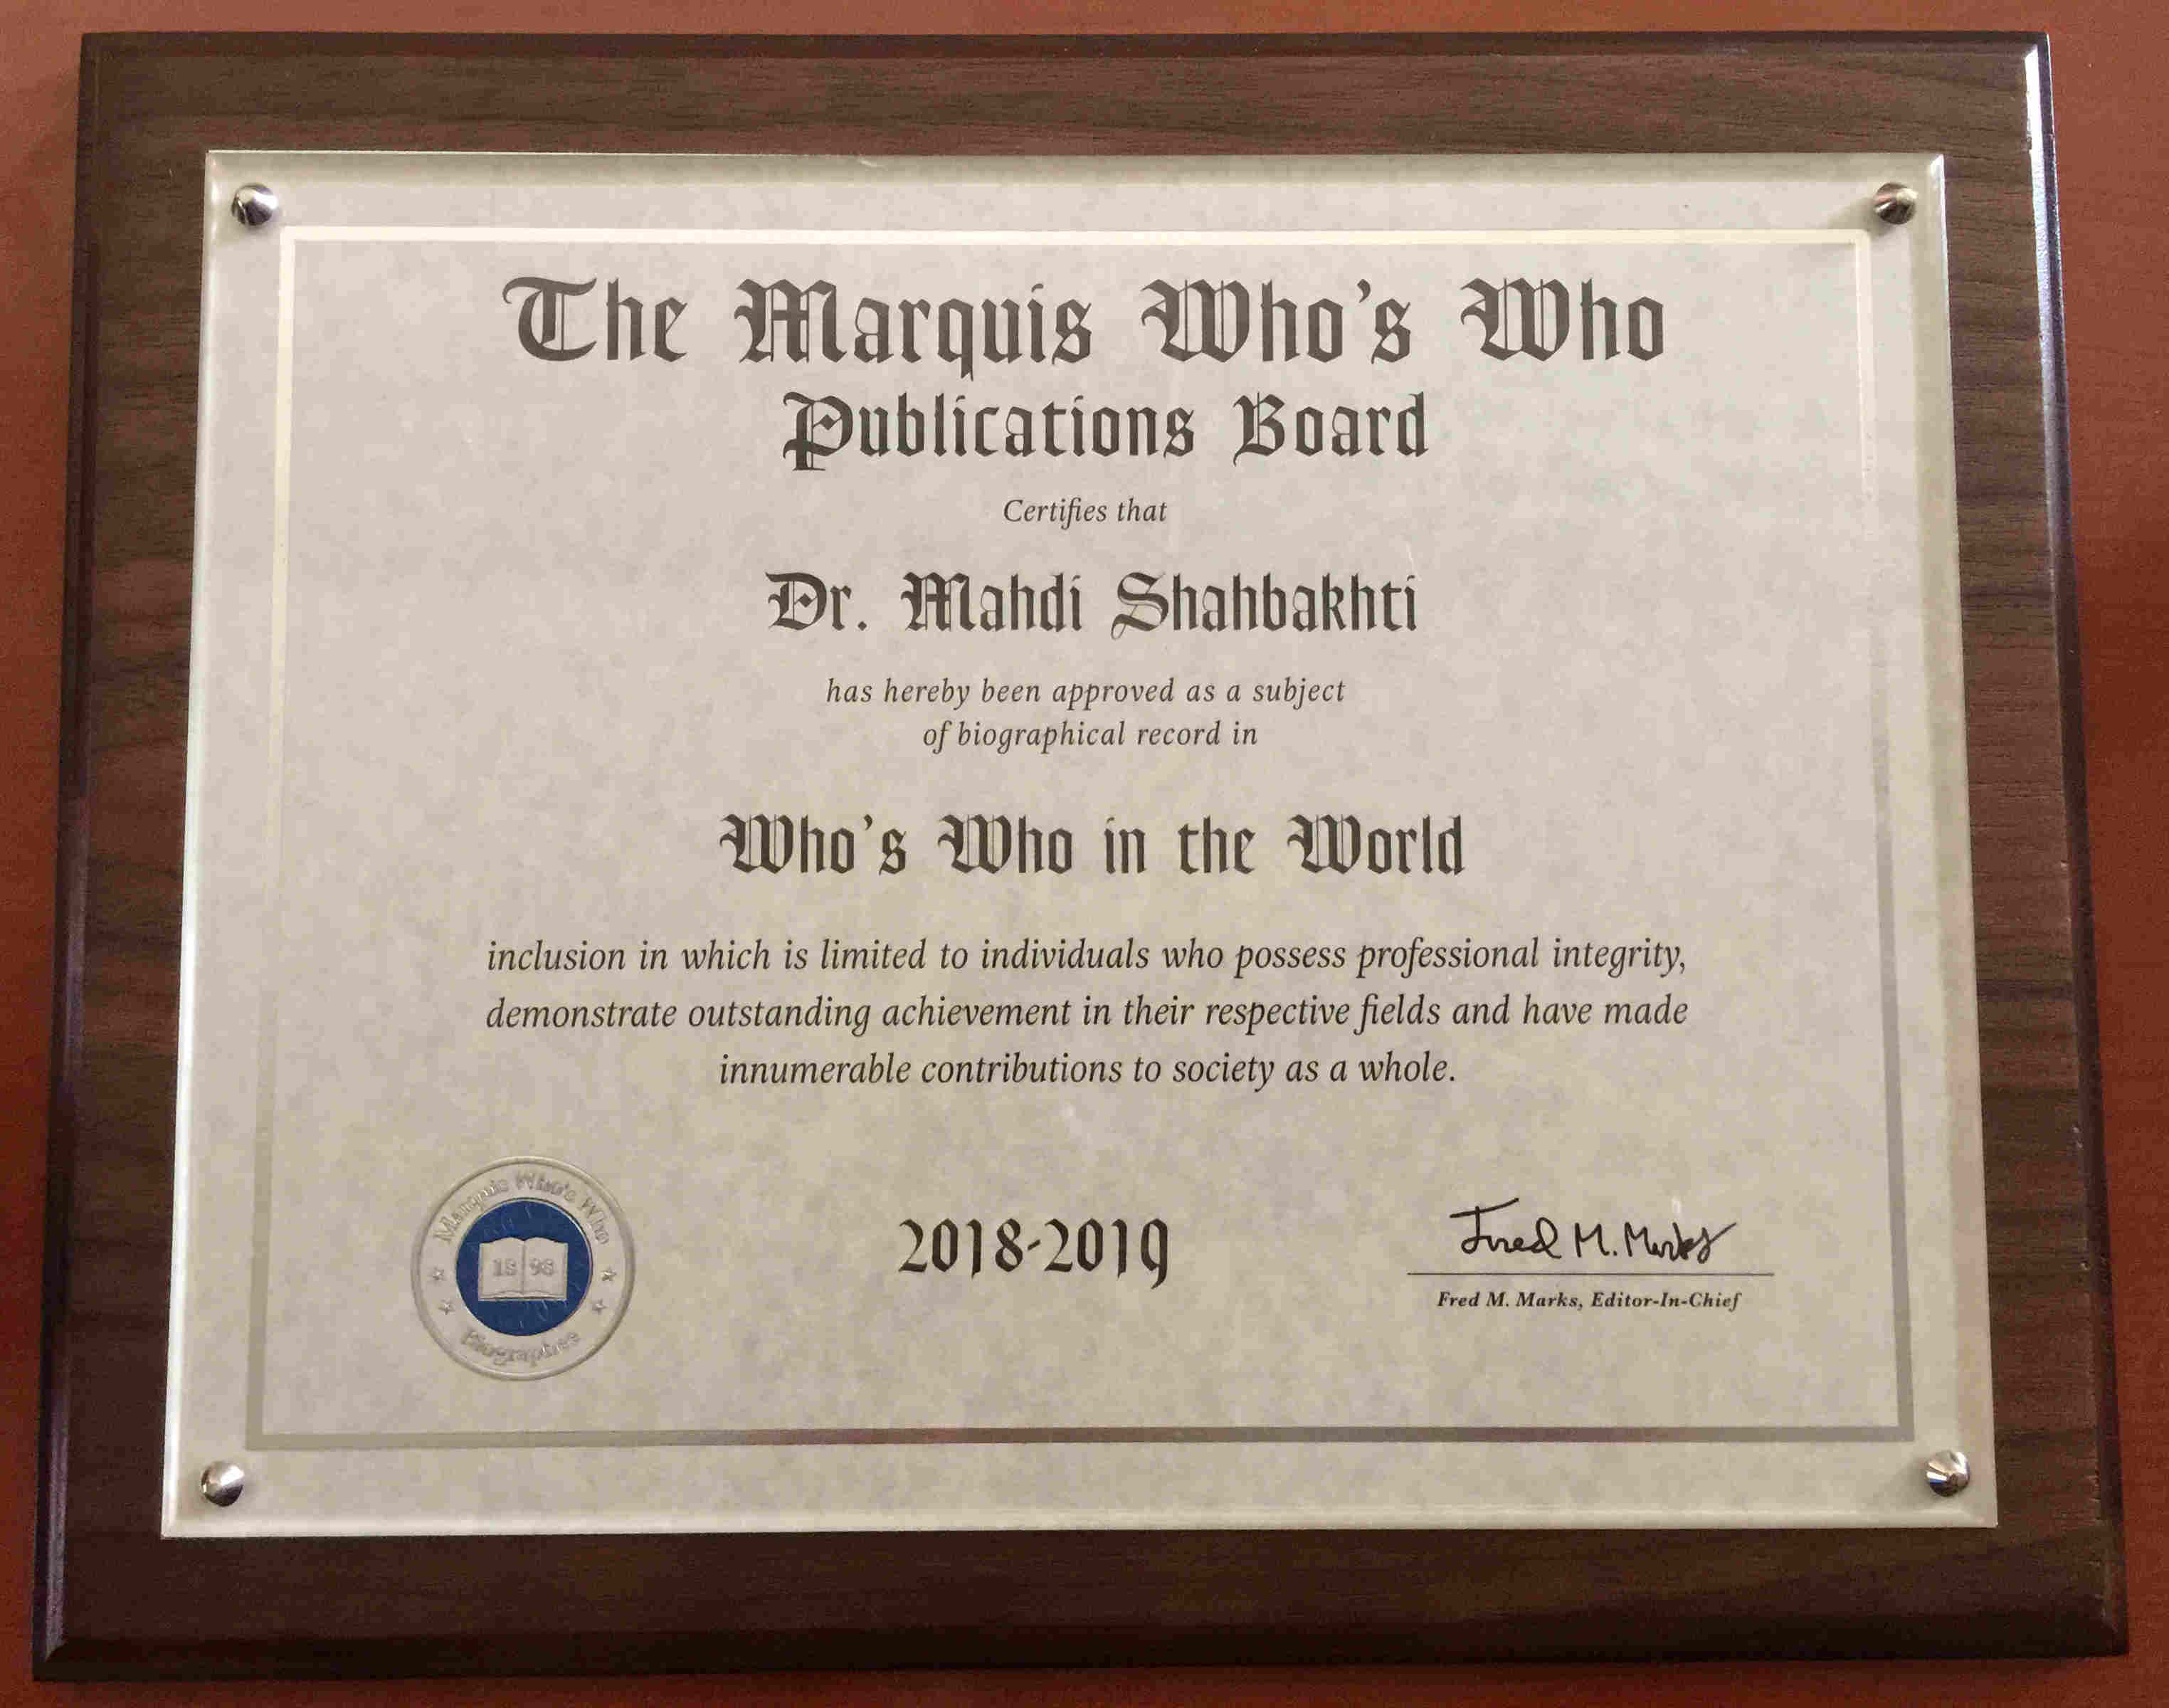 The Marquis Who's Who
Publications Board
Certifies that
Dr. Mahdi Shahbakhti
has hereby been approved as a subject
of biographical record in
Who's Who in the World
inclusion in which is limited to individuals who possess professional integrity,
demonstrate outstanding achievement in their respective fields and have made
innumerable contributions to society as a whole.
Marquis Who's Who
1898
Biographies
2018-2019
Fred M. Marks
Fred M. Marks, Editor-In-Chief